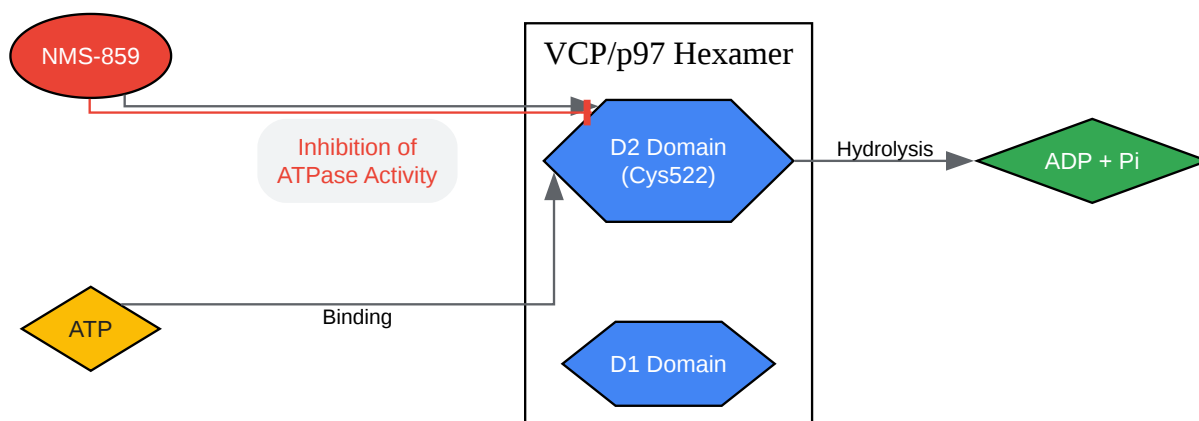 NMS-859
VCP/p97 Hexamer
Inhibition of
ATPase Activity
D2 Domain
(Cys522)
Hydrolysis
ADP + Pi
ATP
Binding
D1 Domain